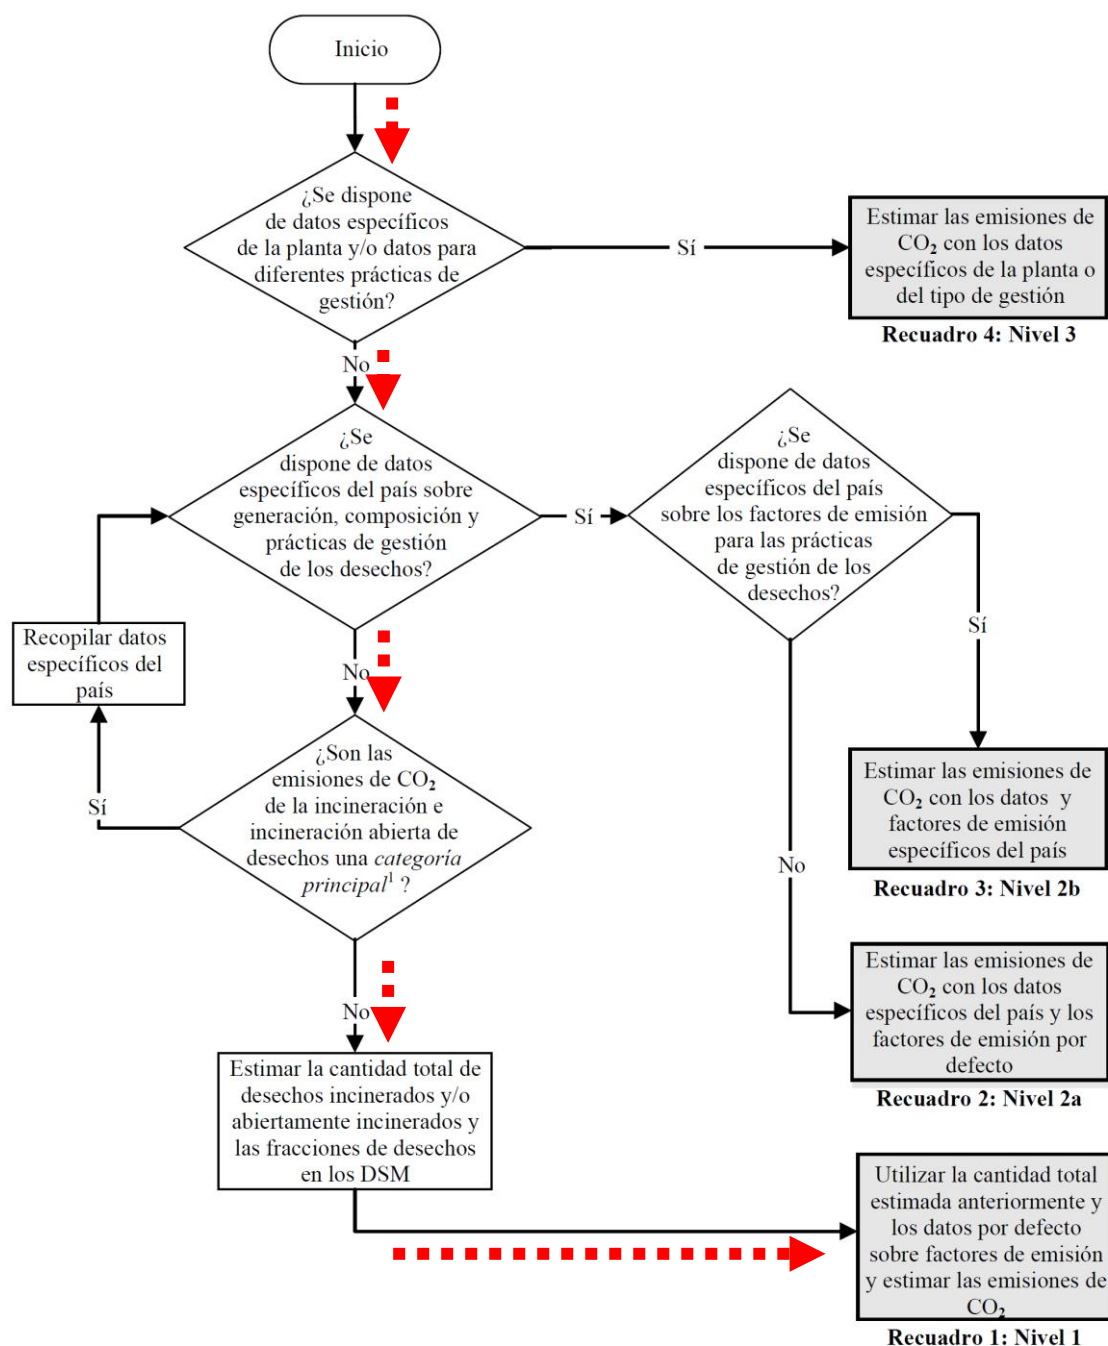 Inicio
¿Se dispone
de datos específicos
de la planta y/o datos para
diferentes prácticas de
gestión?
Sí
Estimar las emisiones de
CO2 con los datos
específicos de la planta o
del tipo de gestión
Recuadro 4: Nivel 3
No
¿Se
dispone de datos
específicos del país sobre
generación, composición y
prácticas de gestión
de los desechos?
Sí
¿Se
dispone de datos
específicos del país
sobre los factores de emisión
para las prácticas
de gestión de los
desechos?
Sí
Recopilar datos
específicos del
país
No
Sí
¿Son las
emisiones de CO2
de la incineración e
incineración abierta de
desechos una categoría
principal1 ?
Estimar las emisiones de
CO2 con los datos y
factores de emisión
específicos del país
Recuadro 3: Nivel 2b
No
No
Estimar las emisiones de
CO2 con los datos
específicos del país y los
factores de emisión por
defecto
Recuadro 2: Nivel 2a
Estimar la cantidad total de
desechos incinerados y/o
abiertamente incinerados y
las fracciones de desechos
en los DSM
Utilizar la cantidad total
estimada anteriormente y
los datos por defecto
sobre factores de emisión
y estimar las emisiones de
CO2
Recuadro 1: Nivel 1